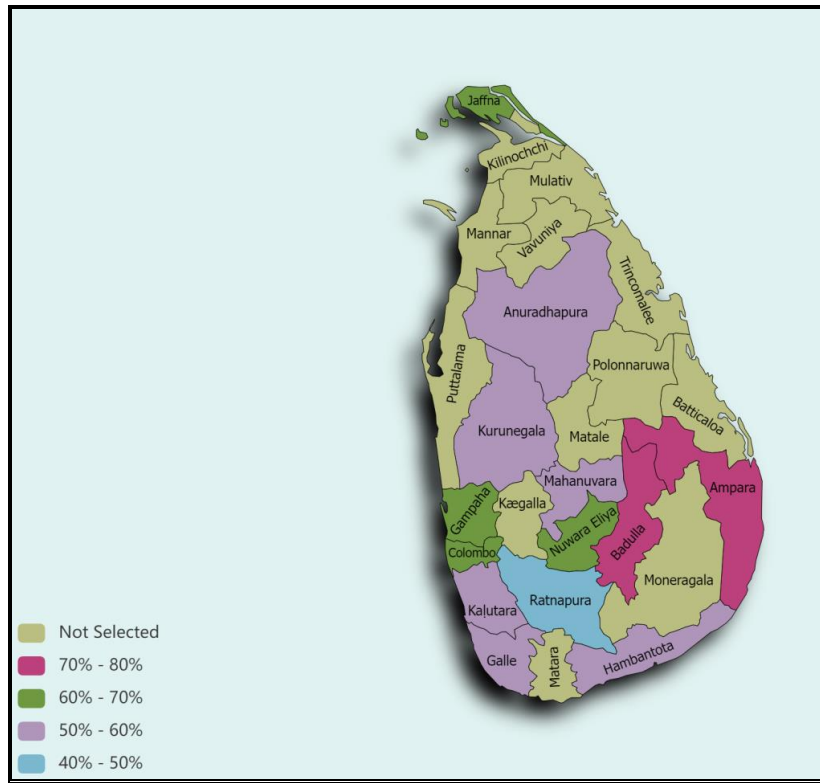 Jaffna
Kilinochchi
Mulativ
Mannar
Vavuniya
Trincomalee
Anuradhapura
Puttalama
Polonnaruwa
Batticaloa
Kurunegala
Matale
Mahanuvara
Ampara
Gampaha
Kægalla
Nuwara Eliya
Badulla
Colombo
Moneragala
Ratnapura
Kaḷutara
Galle
Matara
Hambantota
Not Selected
70% - 80%
60% - 70%
50% - 60%
40% - 50%